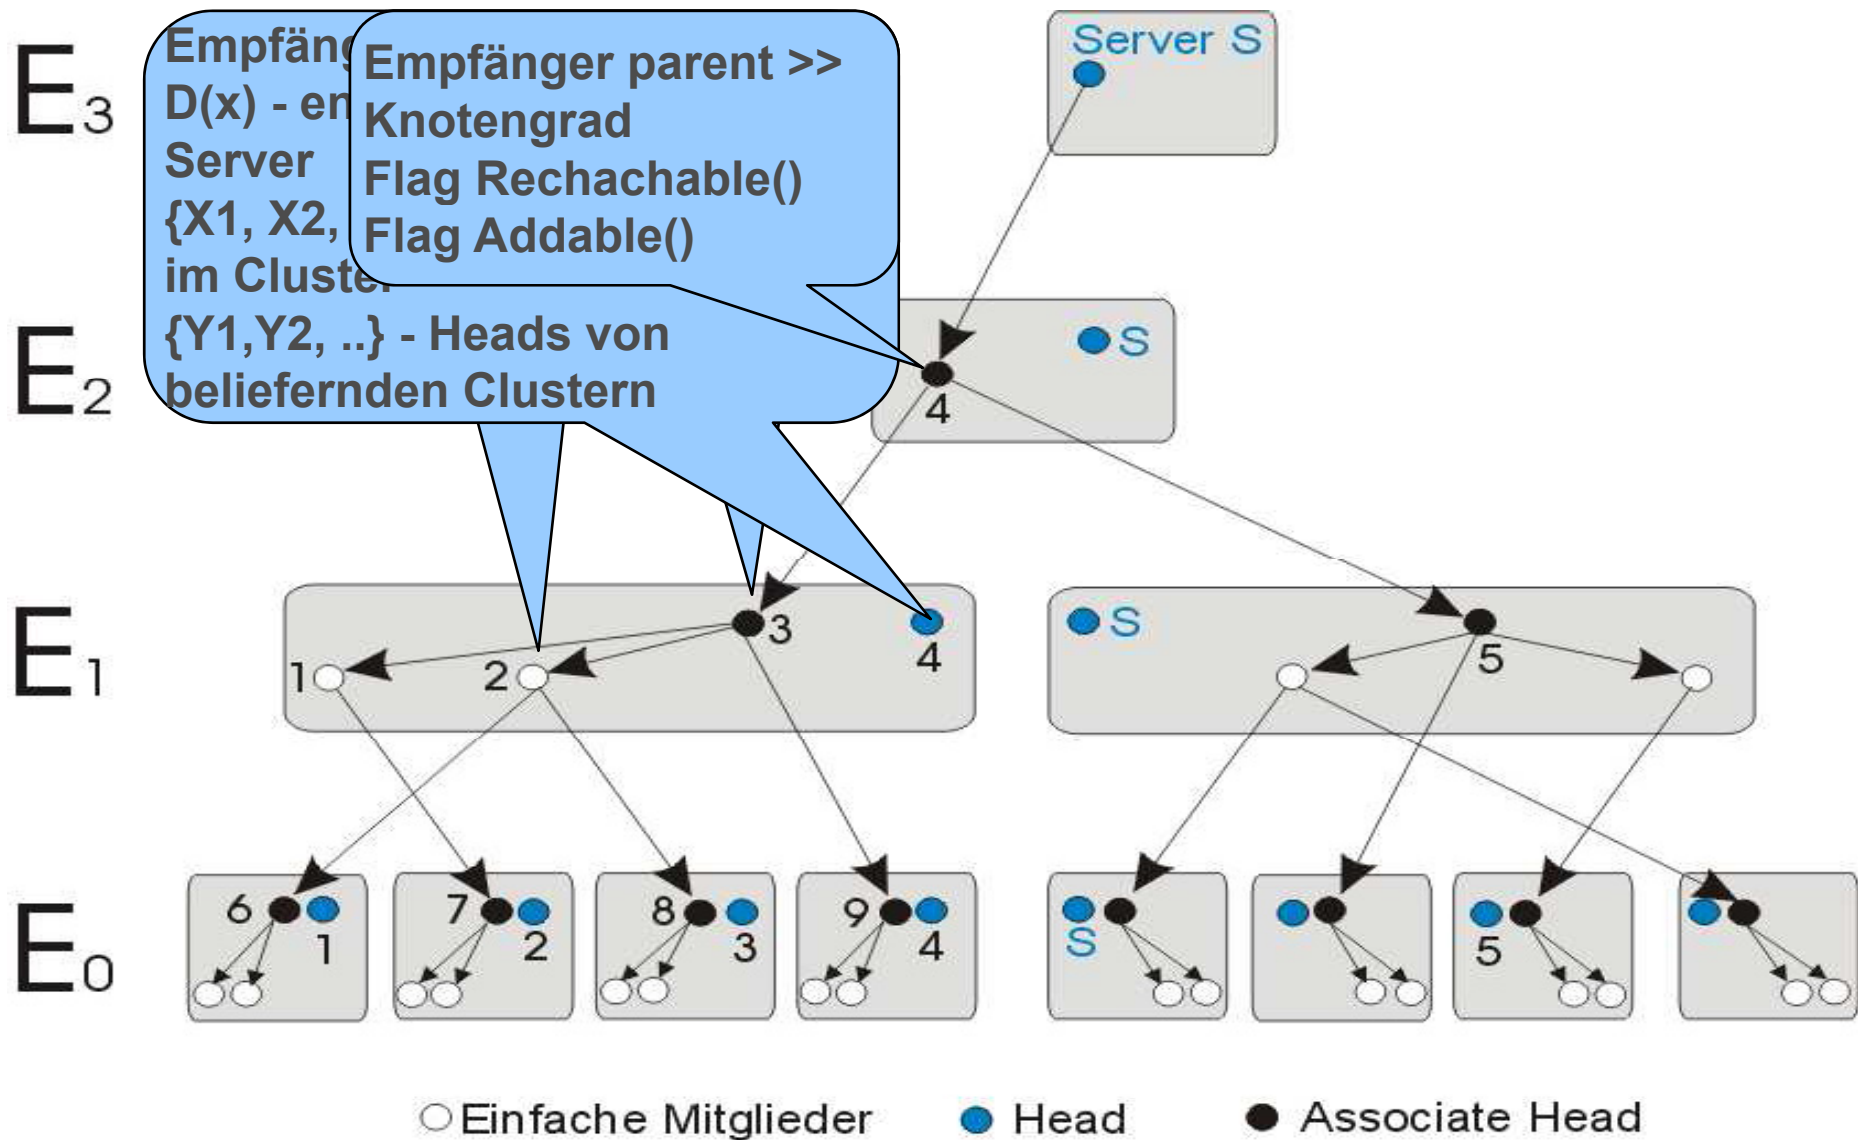 E3
Empfäng
D(x) - en
Server
{X1, X2,
im Cluste
{Y1,Y2, ..} - Heads von
beliefernden Clustern
Empfänger parent >>
Knotengrad
Flag Rechachable()
Flag Addable()
Server S
E2
4
S
E1
1
2
3
4
S
5
E0
6
1
7
2
8
3
9
4
S
5
Einfache Mitglieder
Head
Associate Head